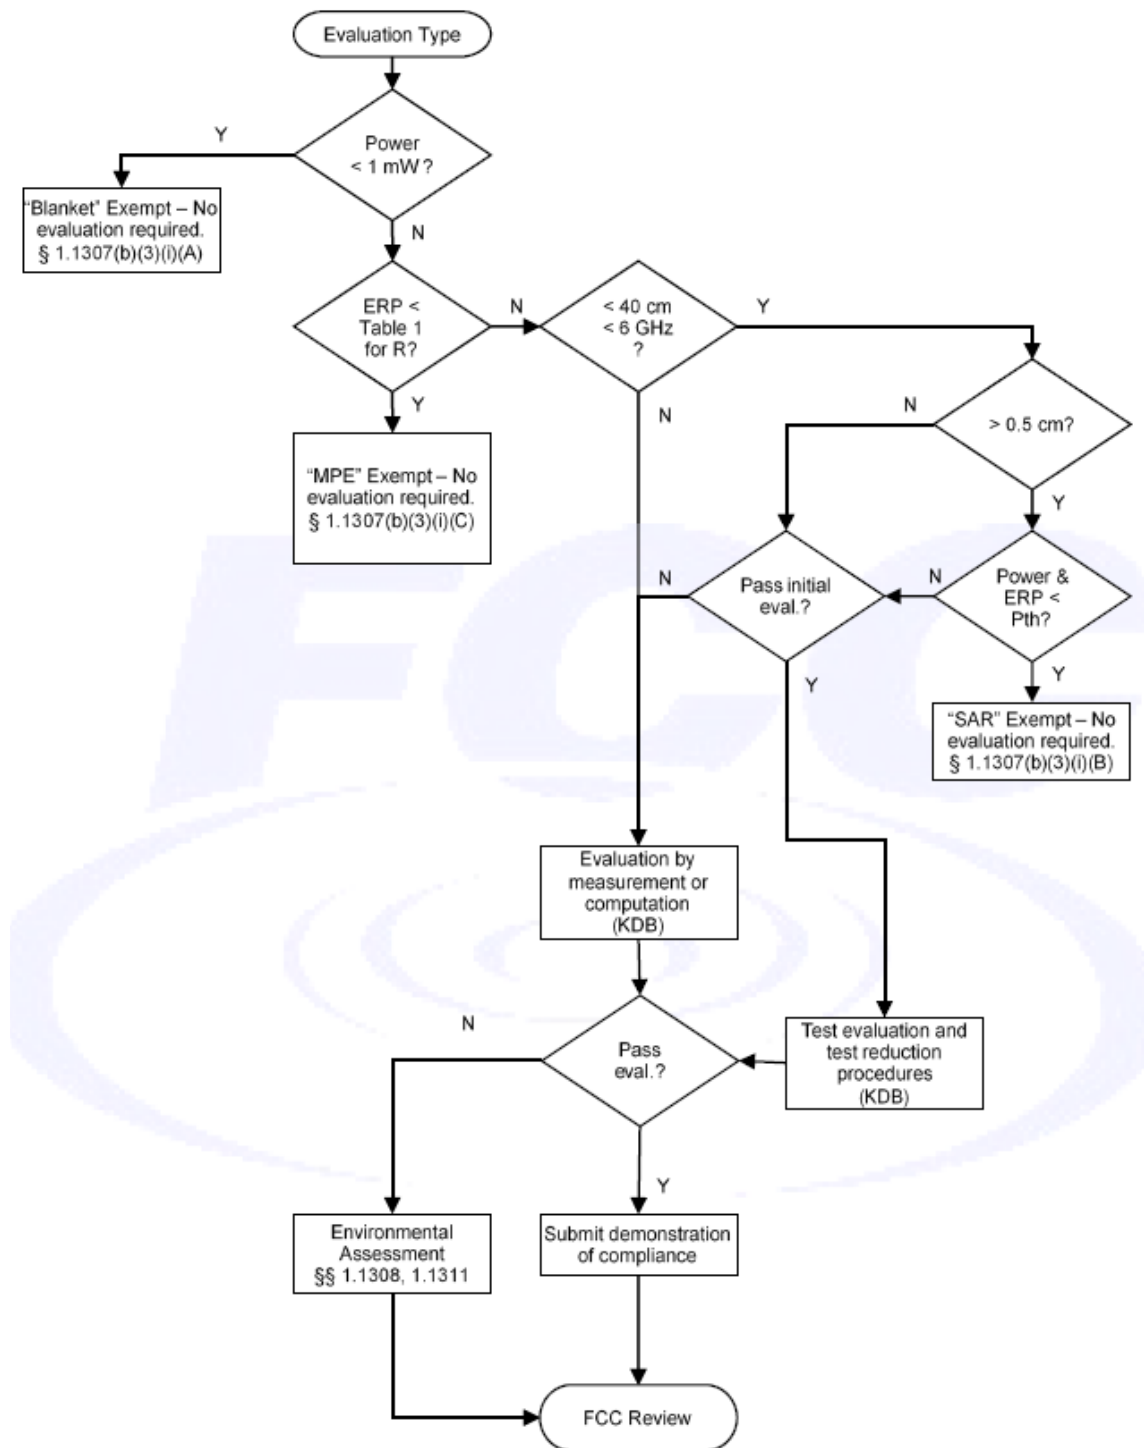 Evaluation Type
Power
< 1 mW?
Y
"Blanket" Exempt – No
evaluation required.
§ 1.1307(b)(3)(i)(A)
N
ERP <
Table 1
for R?
N
< 40 cm
< 6 GHz
?
Y
Y
N
N
> 0.5 cm?
"MPE" Exempt – No
evaluation required.
§ 1.1307(b)(3)(i)(C)
Y
N
Pass initial
eval.?
N
Power &
ERP <
Pth?
Y
Y
"SAR" Exempt – No
evaluation required.
§ 1.1307(b)(3)(i)(B)
FCC
Evaluation by
measurement or
computation
(KDB)
N
Pass
eval.?
Test evaluation and
test reduction
procedures
(KDB)
Y
Environmental
Assessment
§§ 1.1308, 1.1311
Submit demonstration
of compliance
FCC Review